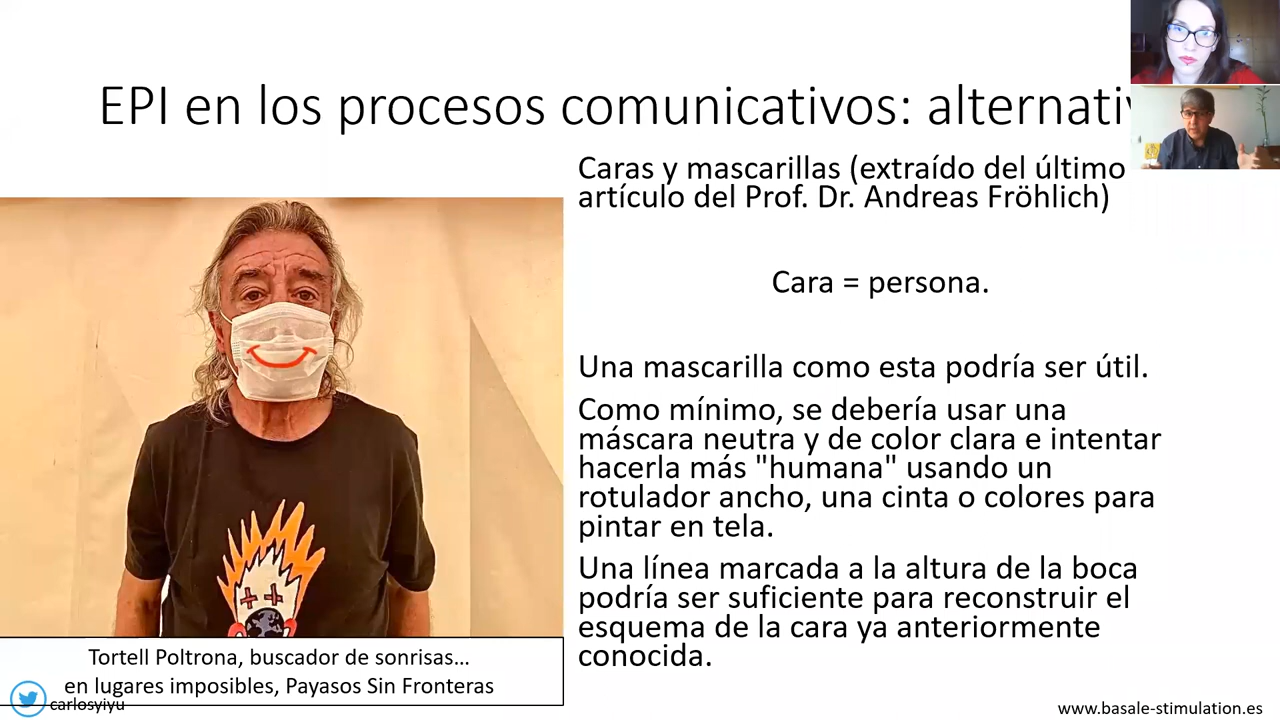 EPI en los procesos comunicativos: alternativ
Caras y mascarillas (extraído del último
artículo del Prof. Dr. Andreas Fröhlich)
Cara = persona.
Una mascarilla como esta podría ser útil.
Como mínimo, se debería usar una
máscara neutra y de color clara e intentar
hacerla más "humana" usando un
rotulador ancho, una cinta o colores para
pintar en tela.
Una línea marcada a la altura de la boca
podría ser suficiente para reconstruir el
esquema de la cara ya anteriormente
conocida.
Tortell Poltrona, buscador de sonrisas...
en lugares imposibles, Payasos Sin Fronteras
carlosyiyu
www.basale-stimulation.es